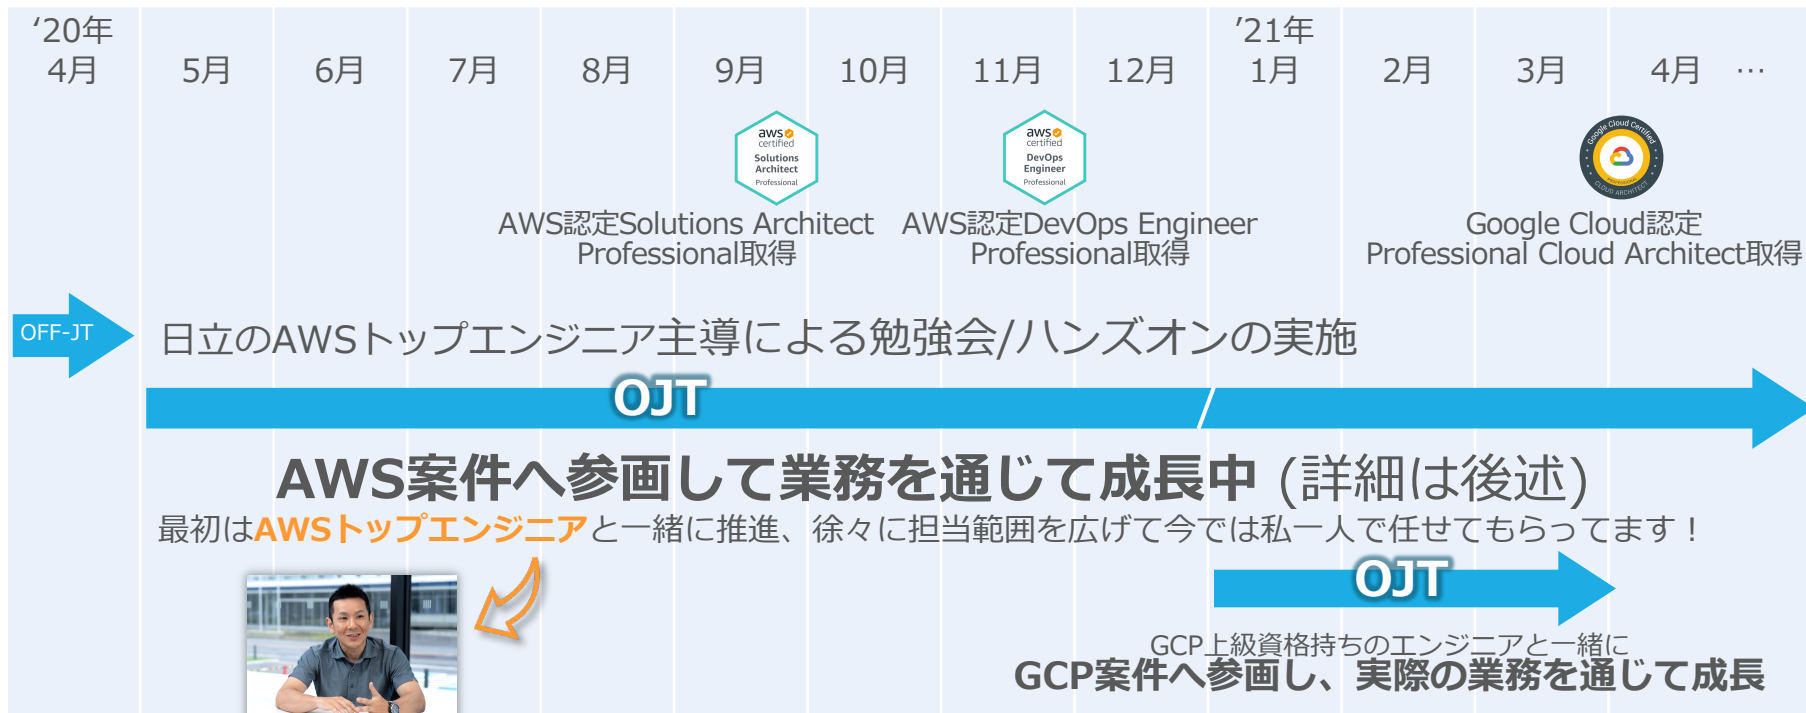 ‘20年
4月
5月
6月
7月
8月
9月
10月
11月
12月
’21年
1月
2月
3月
4月 …
aws
certified
Solutions
Architect
Professional
AWS認定Solutions Architect
Professional取得
aws
certified
DevOps
Engineer
Professional
AWS認定DevOps Engineer
Professional取得
Google Cloud Certified
PROFESSIONAL
CLOUD ARCHITECT
Google Cloud認定
Professional Cloud Architect取得
OFF-JT
日立のAWSトップエンジニア主導による勉強会/ハンズオンの実施
OJT
AWS案件へ参画して業務を通じて成長中 (詳細は後述)
最初はAWSトップエンジニアと一緒に推進、徐々に担当範囲を広げて今では私一人で任せてもらってます！
OJT
GCP上級資格持ちのエンジニアと一緒に
GCP案件へ参画し、実際の業務を通じて成長